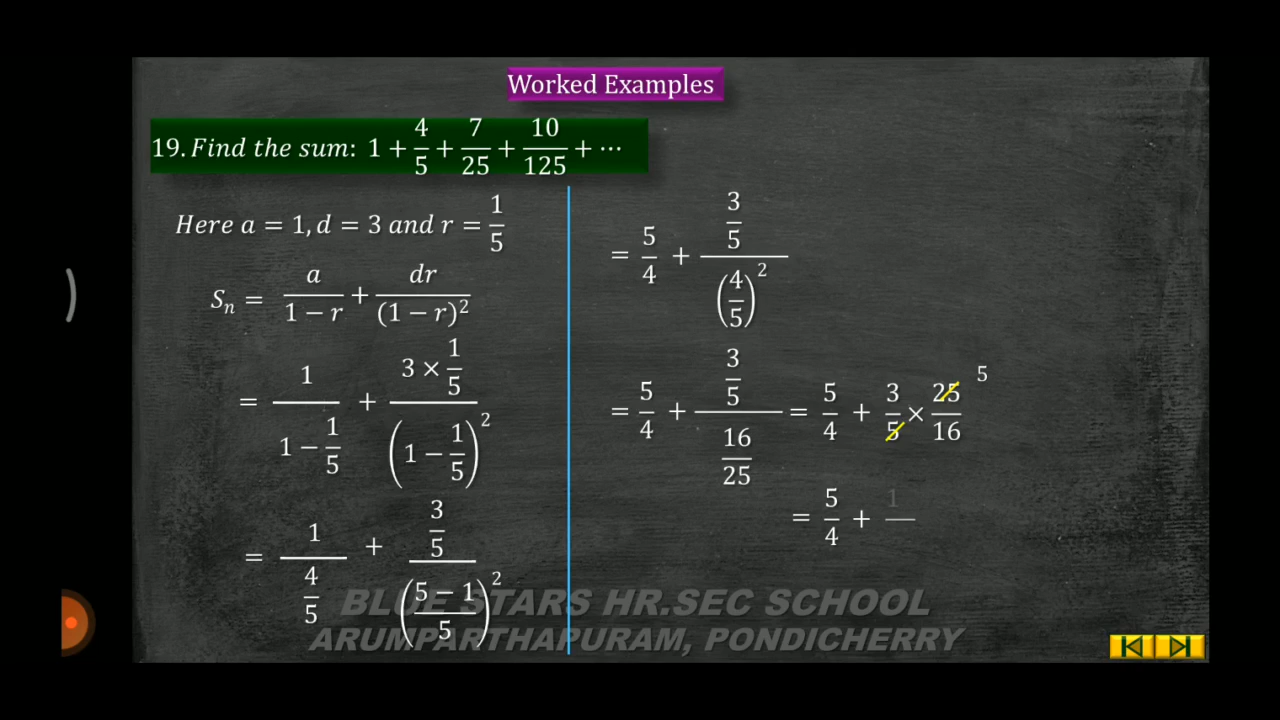 Worked Examples
19. Find the sum: 1 + 4/5 + 7/25 + 10/125 + ⋯
Here a = 1, d = 3 and r = 1/5
Sₙ = a/(1 − r) + dr/(1 − r)²
= 1/(1 − 1/5) + (3 × 1/5)/(1 − 1/5)²
= 1/(4/5) + (3/5)/((5 − 1)/5)²
= 5/4 + (3/5)/(4/5)²
= 5/4 + (3/5)/(16/25) = 5/4 + 3/5 × 25/16 5
= 5/4 + 1
BLUE STARS HR.SEC SCHOOL
ARUMPARTHAPURAM, PONDICHERRY